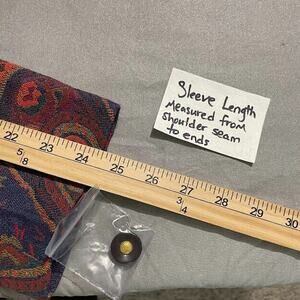 Sleeve Length
Measured from
shoulder seam
to ends
22 23 24 25 26 27 28 29 30
5/8 3/4